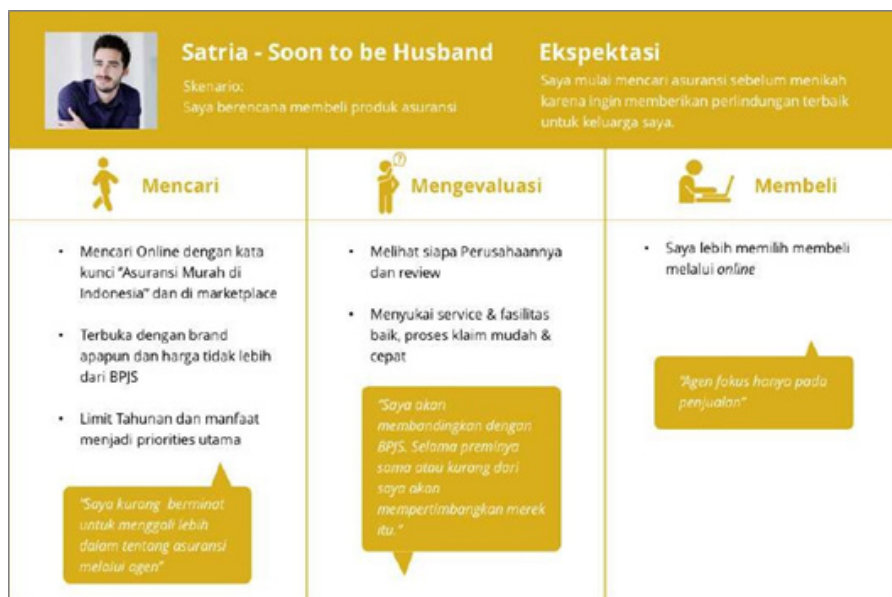 Satria - Soon to be Husband
Skenario:
Saya berencana membeli produk asuransi
Ekspektasi
Saya mulai mencari asuransi sebelum menikah
karena ingin memberikan perlindungan terbaik
untuk keluarga saya.
Mencari
• Mencari Online dengan kata
kunci "Asuransi Murah di
Indonesia" dan di marketplace
• Terbuka dengan brand
apapun dan harga tidak lebih
dari BPJS
• Limit Tahunan dan manfaat
menjadi priorities utama
"Saya kurang berminat
untuk menggali lebih
dalam tentang asuransi
melalui agen"
?
Mengevaluasi
• Melihat siapa Perusahaannya
dan review
• Menyukai service & fasilitas
baik, proses klaim mudah &
cepat
"Saya akan
membandingkan dengan
BPJS. Selama preminya
sama atau kurang dari
saya akan
mempertimbangkan merek
itu."
Membeli
• Saya lebih memilih membeli
melalui online
"Agen fokus hanya pada
penjualan"